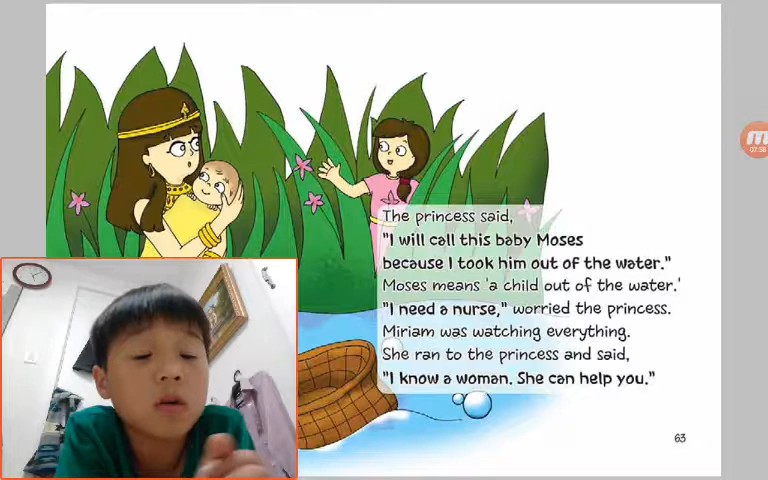 The princess said,
"I will call this baby Moses
because I took him out of the water."
Moses means 'a child out of the water.'
"I need a nurse," worried the princess.
Miriam was watching everything.
She ran to the princess and said,
"I know a woman. She can help you."
63
07:58